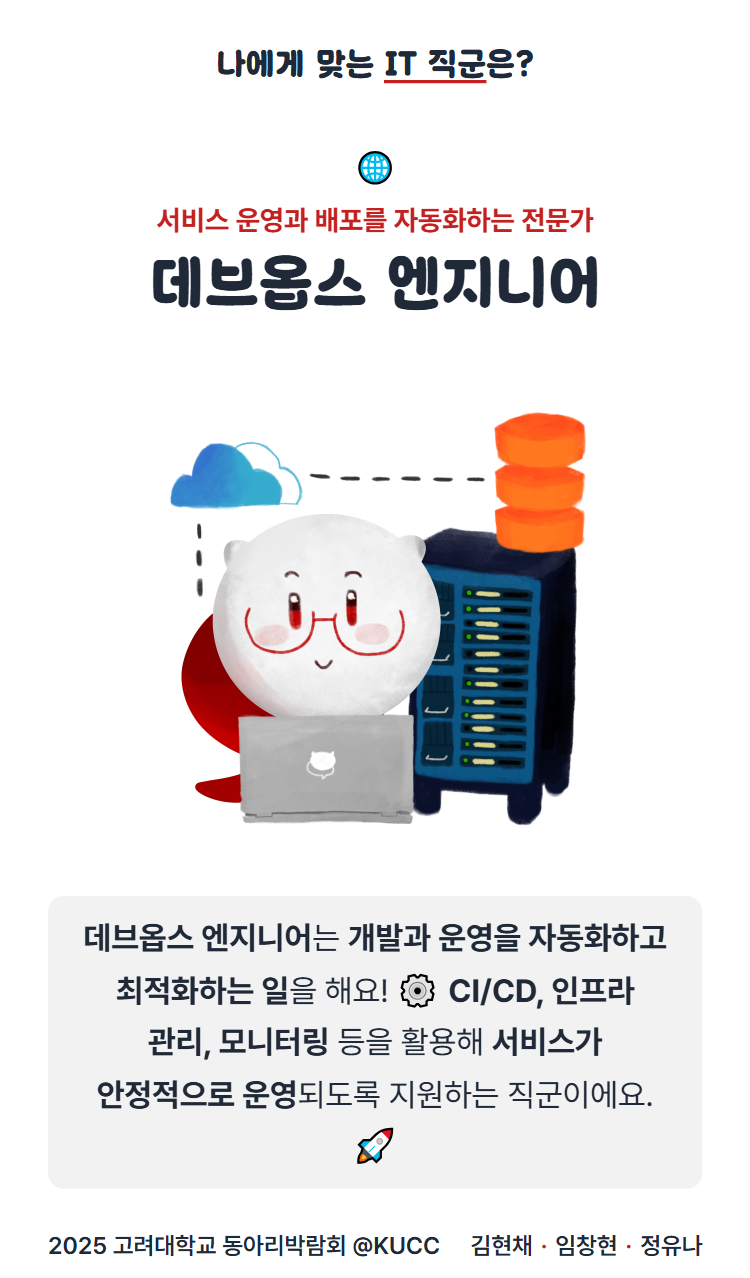 나에게 맞는 IT 직군은?
서비스 운영과 배포를 자동화하는 전문가
데브옵스 엔지니어
데브옵스 엔지니어는 개발과 운영을 자동화하고
최적화하는 일을 해요! ⚙️ CI/CD, 인프라
관리, 모니터링 등을 활용해 서비스가
안정적으로 운영되도록 지원하는 직군이에요.
🚀
2025 고려대학교 동아리박람회 @KUCC 김현채 · 임창현 · 정유나